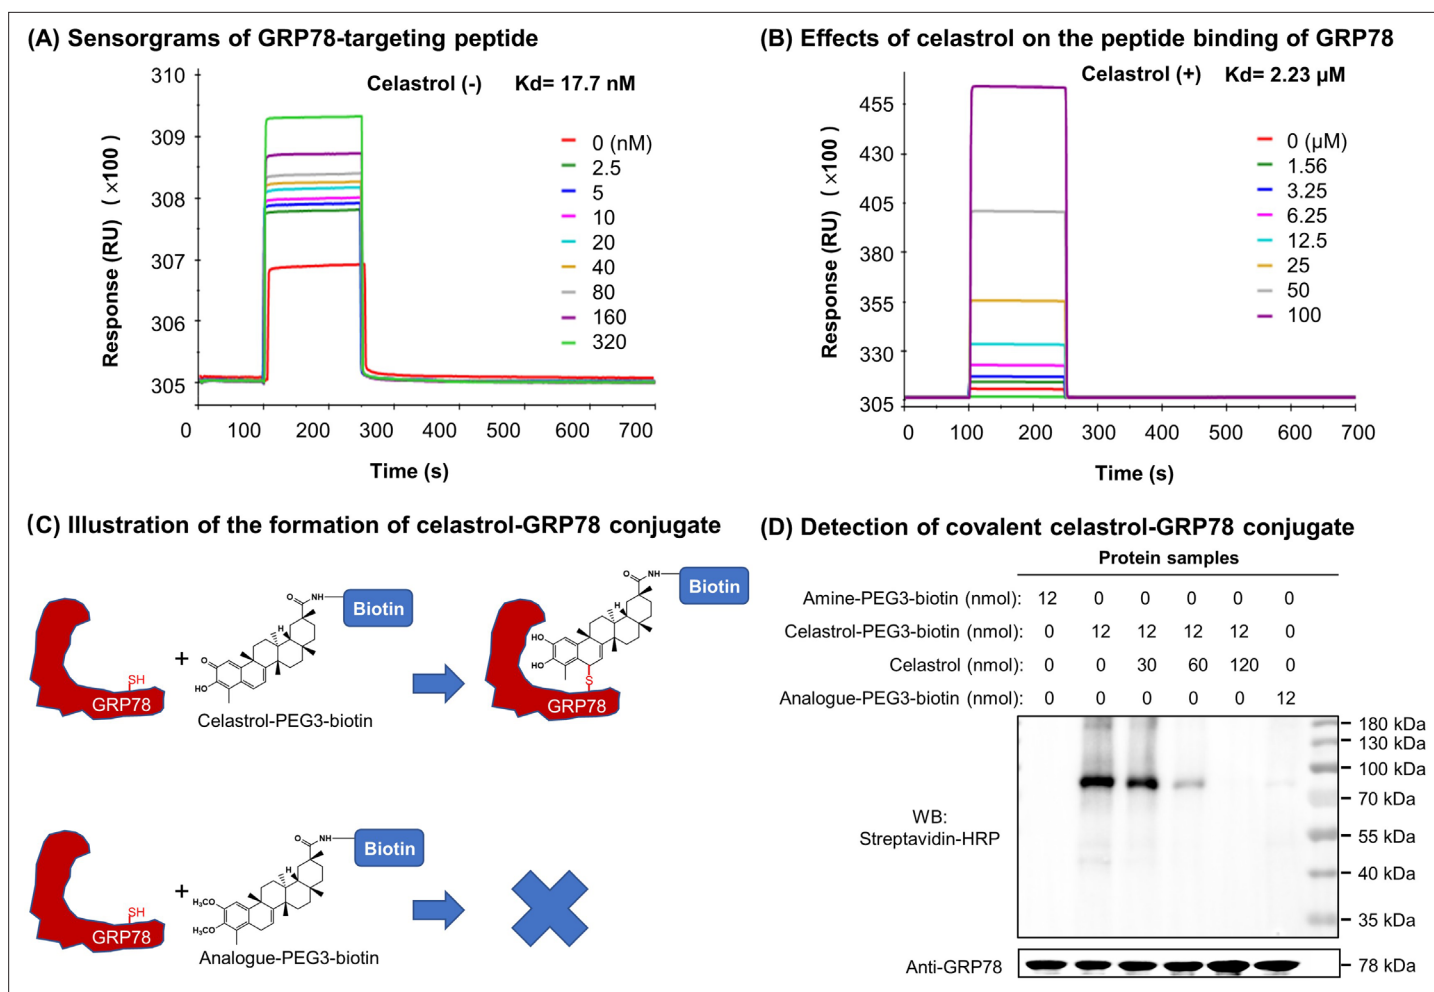 (A) Sensorgrams of GRP78-targeting peptide
Celastrol (-) Kd= 17.7 nM
Response (RU) (×100)
310
309
308
307
306
305
0 (nM)
2.5
5
10
20
40
80
160
320
0 100 200 300 400 500 600 700
Time (s)
(B) Effects of celastrol on the peptide binding of GRP78
Celastrol (+) Kd= 2.23 µM
Response (RU) (×100)
455
430
405
380
355
330
305
0 (µM)
1.56
3.25
6.25
12.5
25
50
100
0 100 200 300 400 500 600 700
Time (s)
(C) Illustration of the formation of celastrol-GRP78 conjugate
SH
GRP78
+
O
NH
Biotin
H
O
HO
Celastrol-PEG3-biotin
O
NH
Biotin
H
HO
HO
S
GRP78
SH
GRP78
+
O
NH
Biotin
H
H₃CO
H₃CO
Analogue-PEG3-biotin
(D) Detection of covalent celastrol-GRP78 conjugate
Protein samples
Amine-PEG3-biotin (nmol): 12 0 0 0 0 0
Celastrol-PEG3-biotin (nmol): 0 12 12 12 12 0
Celastrol (nmol): 0 0 30 60 120 0
Analogue-PEG3-biotin (nmol): 0 0 0 0 0 12
180 kDa
130 kDa
100 kDa
70 kDa
55 kDa
40 kDa
35 kDa
WB:
Streptavidin-HRP
Anti-GRP78
78 kDa